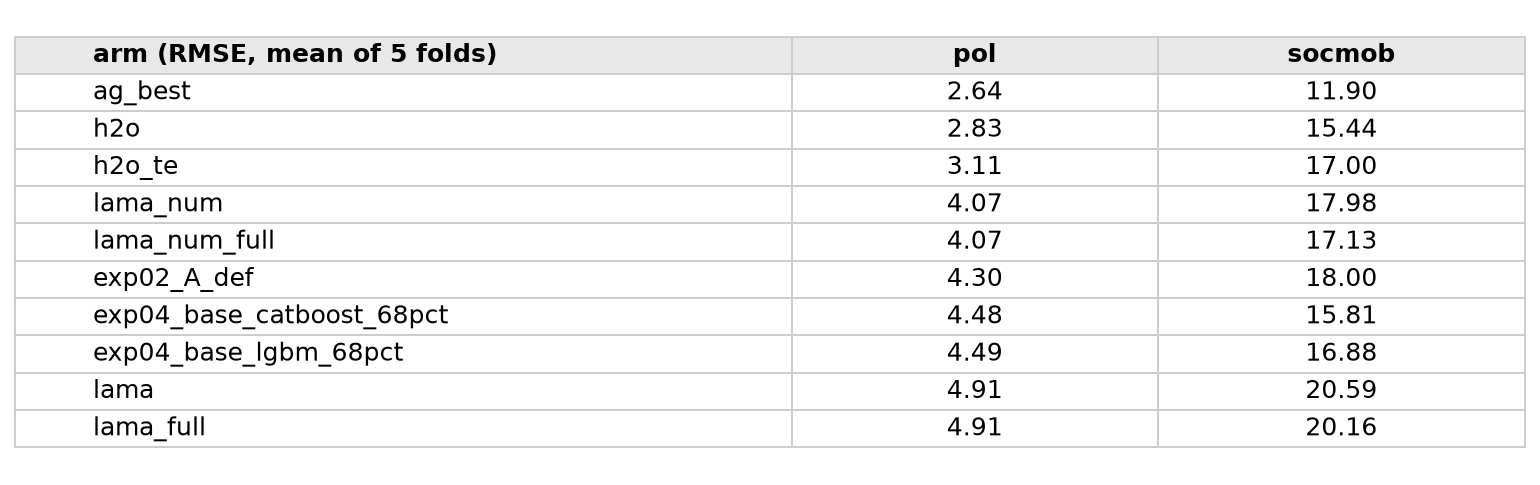 arm (RMSE, mean of 5 folds) pol socmob
ag_best 2.64 11.90
h2o 2.83 15.44
h2o_te 3.11 17.00
lama_num 4.07 17.98
lama_num_full 4.07 17.13
exp02_A_def 4.30 18.00
exp04_base_catboost_68pct 4.48 15.81
exp04_base_lgbm_68pct 4.49 16.88
lama 4.91 20.59
lama_full 4.91 20.16